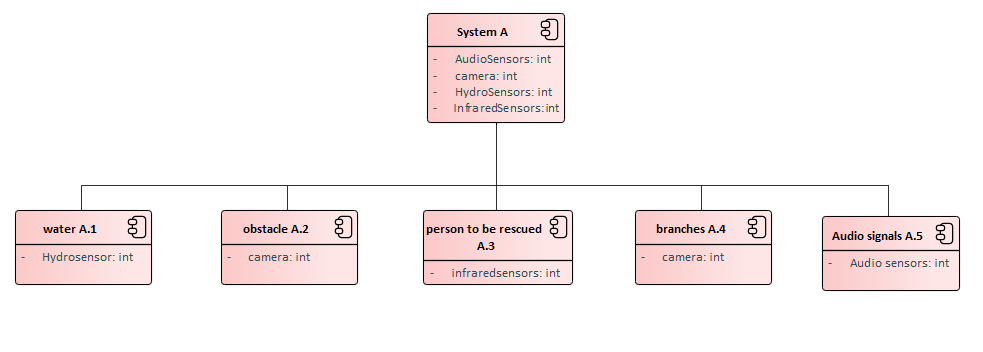 System A
- AudioSensors: int
- camera: int
- HydroSensors: int
- InfraredSensors:int
water A.1
- Hydrosensor: int
obstacle A.2
- camera: int
person to be rescued
A.3
- infraredsensors: int
branches A.4
- camera: int
Audio signals A.5
- Audio sensors: int